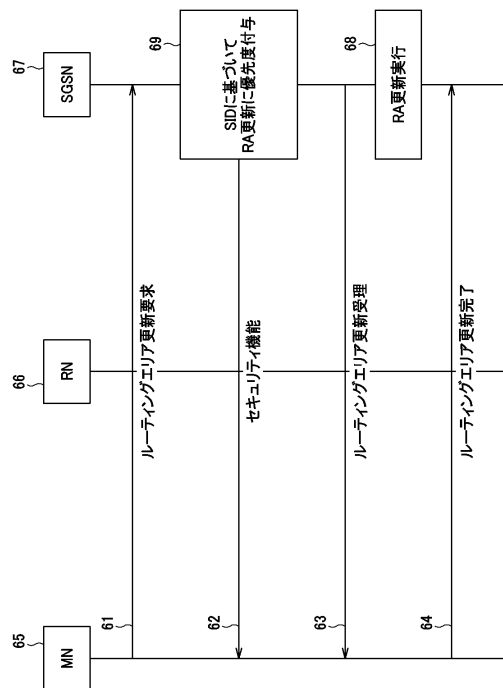 65
MN
66
RN
67
SGSN
61
ルーティングエリア更新要求
69
SIDに基づいて
RA更新に優先度付与
62
セキュリティ機能
63
ルーティングエリア更新受理
68
RA更新実行
64
ルーティングエリア更新完了